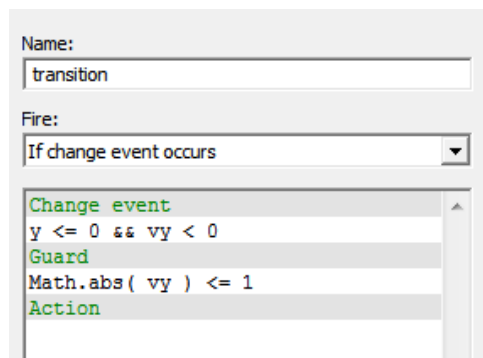 Name:
transition
Fire:
If change event occurs
Change event
y <= 0 && vy < 0
Guard
Math.abs( vy ) <= 1
Action